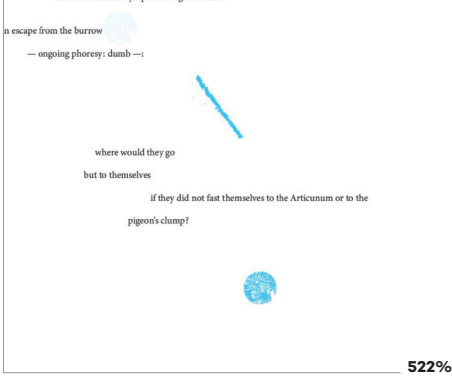 n escape from the burrow
— ongoing phoresy: dumb —;
where would they go
but to themselves
if they did not fast themselves to the Articunum or to the
pigeon's clump?
522%